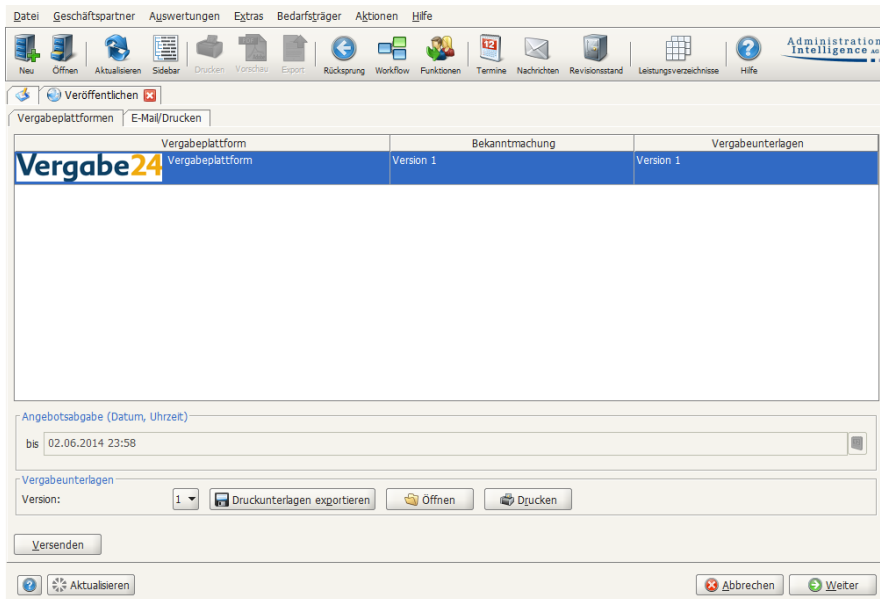 Datei Geschäftspartner Auswertungen Extras Bedarfsträger Aktionen Hilfe
12
Administration
Intelligence AG
Neu Öffnen Aktualisieren Sidebar Drucken Vorschau Export Rücksprung Workflow Funktionen Termine Nachrichten Revisionsstand Leistungsverzeichnisse Hilfe
Veröffentlichen
Vergabeplattformen E-Mail/Drucken
Vergabeplattform Bekanntmachung Vergabeunterlagen
Vergabe24 Vergabeplattform Version 1 Version 1
Angebotsabgabe (Datum, Uhrzeit)
bis 02.06.2014 23:58
Vergabeunterlagen
Version: 1 Druckunterlagen exportieren Öffnen Drucken
Versenden
Aktualisieren Abbrechen Weiter